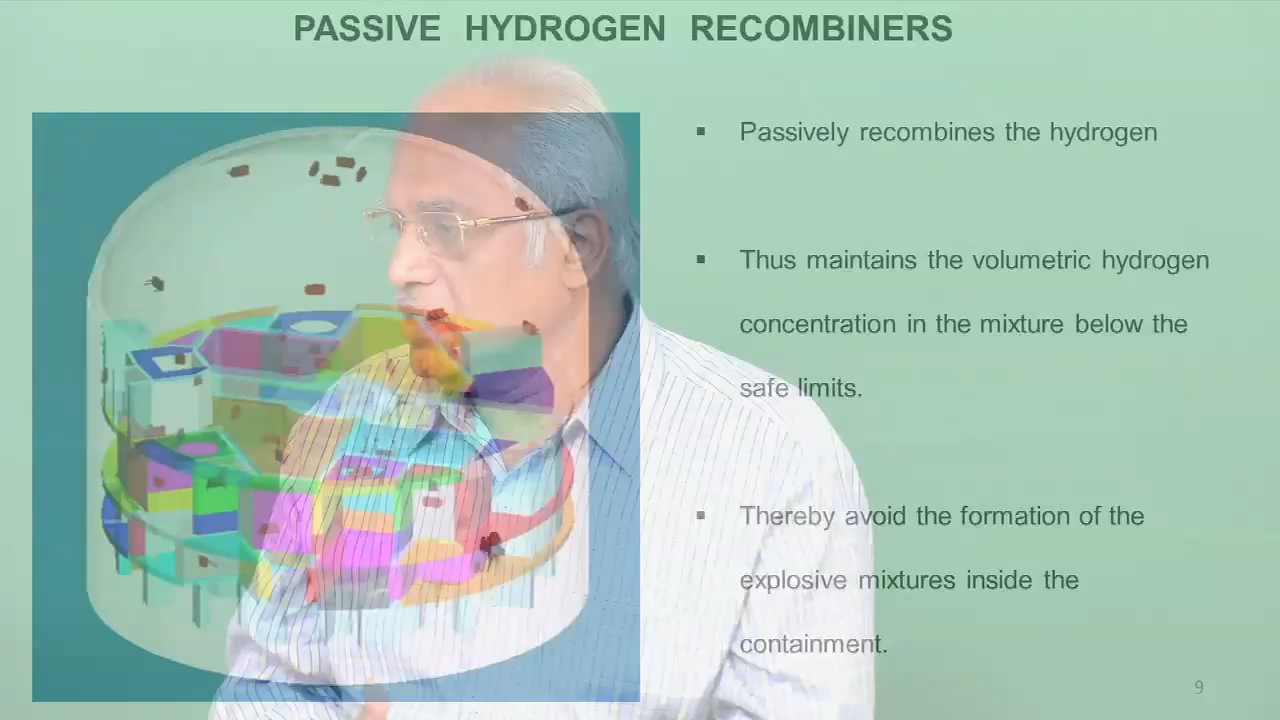 PASSIVE HYDROGEN RECOMBINERS
▪ Passively recombines the hydrogen
▪ Thus maintains the volumetric hydrogen
concentration in the mixture below the
safe limits.
▪ Thereby avoid the formation of the
explosive mixtures inside the
containment.
9